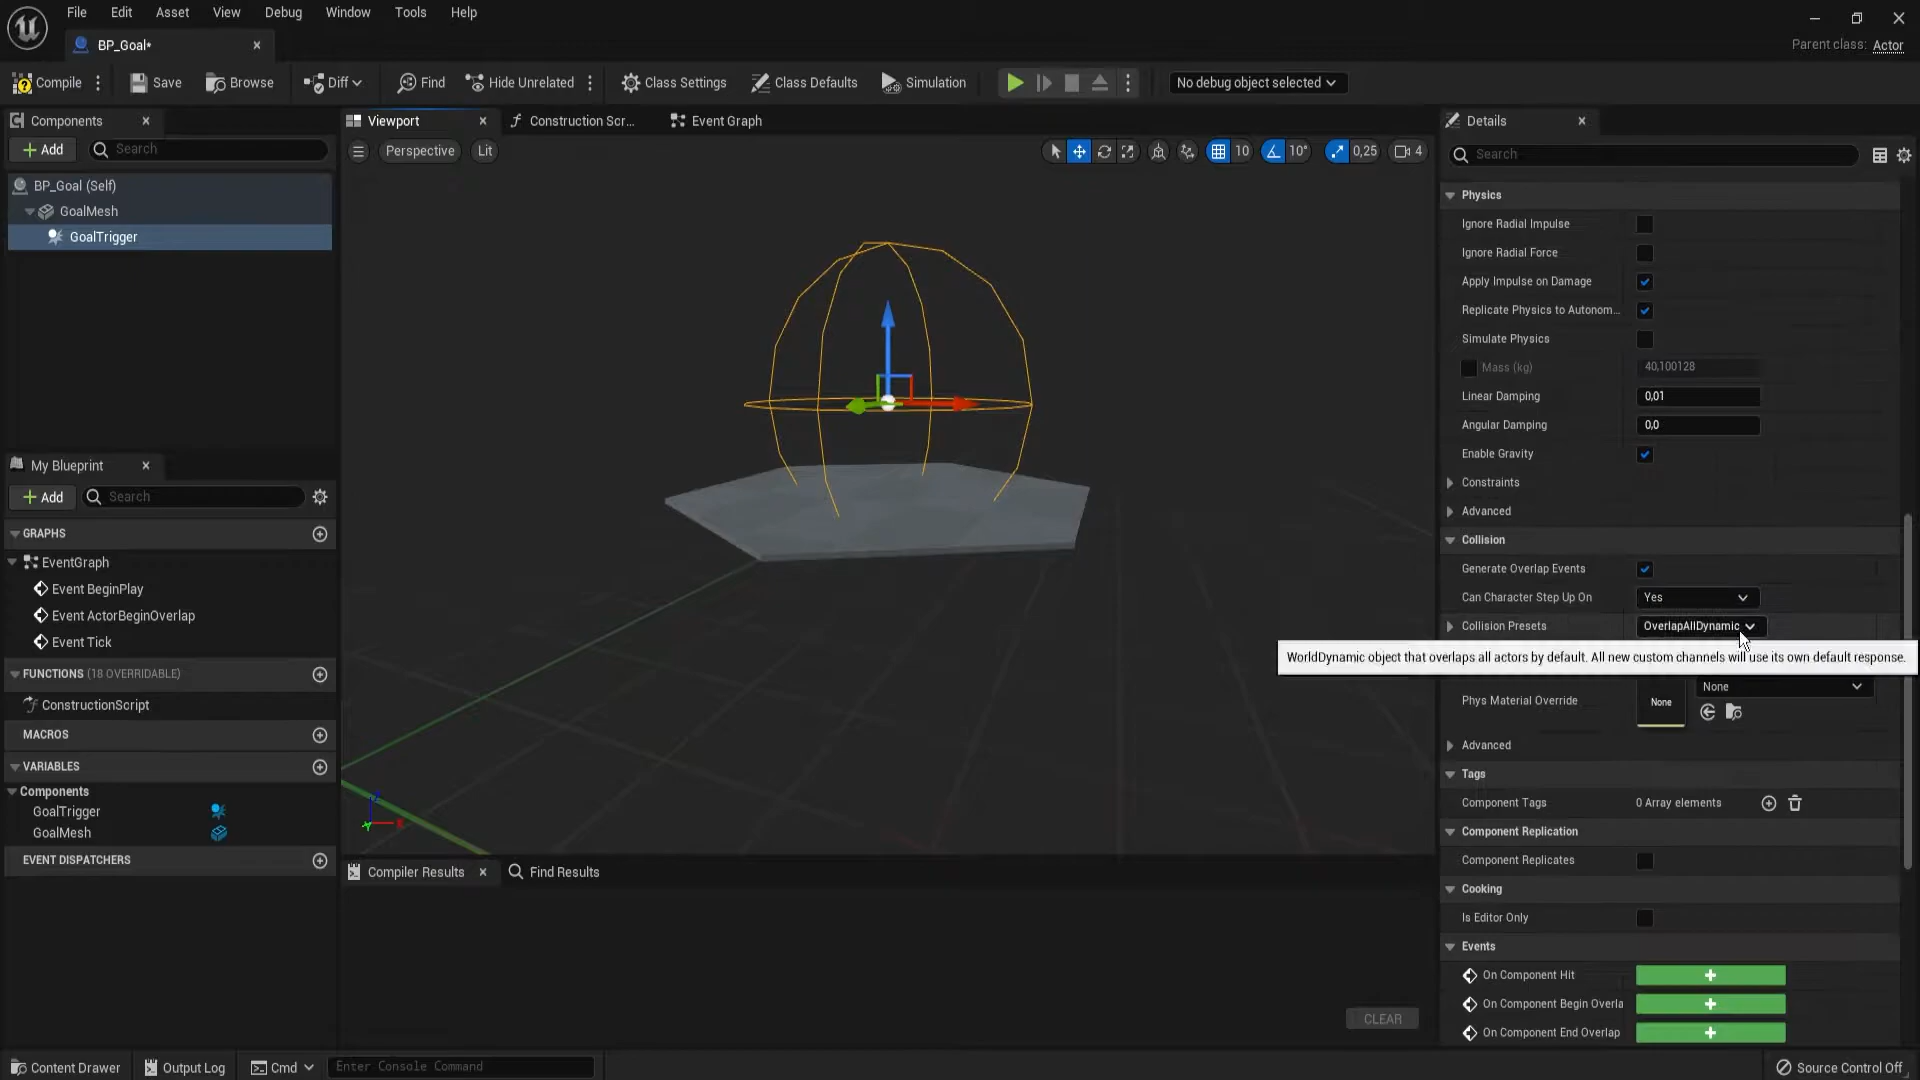 File Edit Asset View Debug Window Tools Help
BP_Goal*
Parent class: Actor
Compile Save Browse Diff Find Hide Unrelated Class Settings Class Defaults Simulation No debug object selected
Components
Add Search
BP_Goal (Self)
GoalMesh
GoalTrigger
My Blueprint
Add Search
GRAPHS
EventGraph
Event BeginPlay
Event ActorBeginOverlap
Event Tick
FUNCTIONS (18 OVERRIDABLE)
ConstructionScript
MACROS
VARIABLES
Components
GoalTrigger
GoalMesh
EVENT DISPATCHERS
Viewport Construction Scr... Event Graph
Perspective Lit 10 10° 0,25 4
Compiler Results Find Results
CLEAR
Details
Search
Physics
Ignore Radial Impulse
Ignore Radial Force
Apply Impulse on Damage
Replicate Physics to Autonom...
Simulate Physics
Mass (kg) 40,100128
Linear Damping 0,01
Angular Damping 0,0
Enable Gravity
Constraints
Advanced
Collision
Generate Overlap Events
Can Character Step Up On Yes
Collision Presets OverlapAllDynamic
WorldDynamic object that overlaps all actors by default. All new custom channels will use its own default response.
Phys Material Override None None
Advanced
Tags
Component Tags 0 Array elements
Component Replication
Component Replicates
Cooking
Is Editor Only
Events
On Component Hit
On Component Begin Overla
On Component End Overlap
Content Drawer Output Log Cmd Enter Console Command Source Control Off